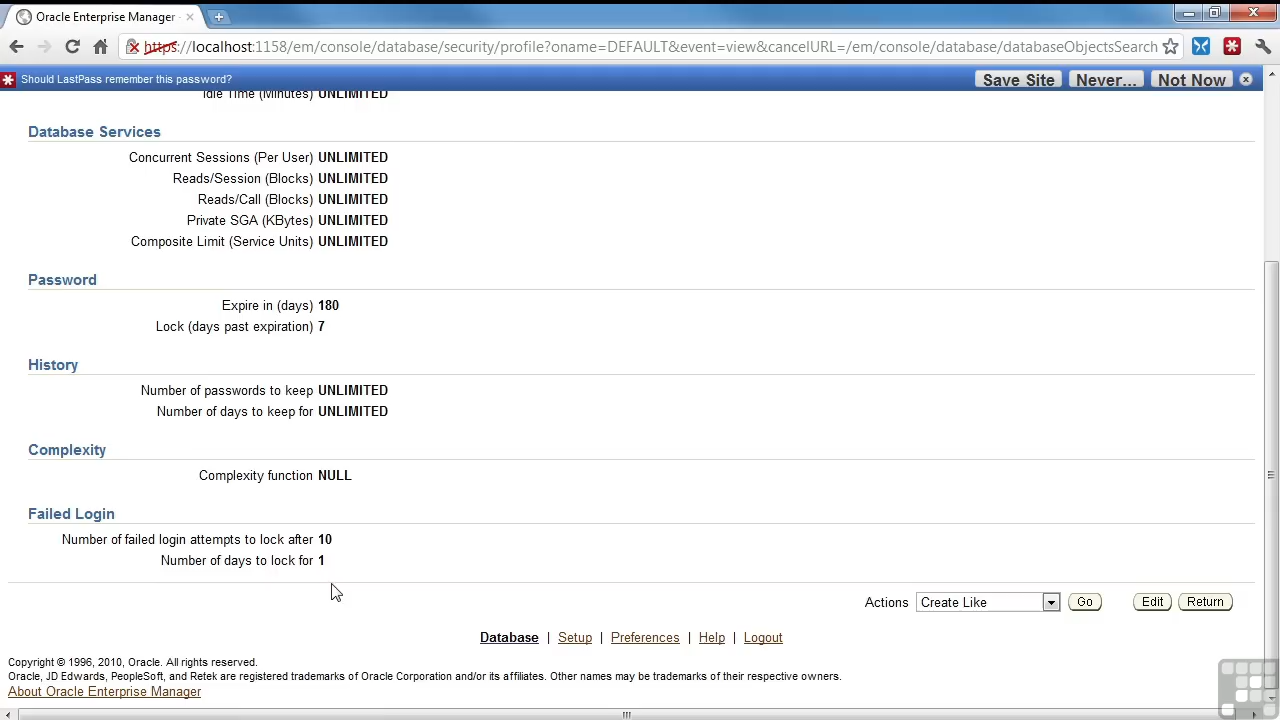 Oracle Enterprise Manager
https://localhost:1158/em/console/database/security/profile?oname=DEFAULT&event=view&cancelURL=/em/console/database/databaseObjectsSearch
Should LastPass remember this password?
Save Site
Never...
Not Now
Idle Time (Minutes) UNLIMITED
Database Services
Concurrent Sessions (Per User) UNLIMITED
Reads/Session (Blocks) UNLIMITED
Reads/Call (Blocks) UNLIMITED
Private SGA (KBytes) UNLIMITED
Composite Limit (Service Units) UNLIMITED
Password
Expire in (days) 180
Lock (days past expiration) 7
History
Number of passwords to keep UNLIMITED
Number of days to keep for UNLIMITED
Complexity
Complexity function NULL
Failed Login
Number of failed login attempts to lock after 10
Number of days to lock for 1
Actions Create Like Go Edit Return
Database | Setup | Preferences | Help | Logout
Copyright © 1996, 2010, Oracle. All rights reserved.
Oracle, JD Edwards, PeopleSoft, and Retek are registered trademarks of Oracle Corporation and/or its affiliates. Other names may be trademarks of their respective owners.
About Oracle Enterprise Manager